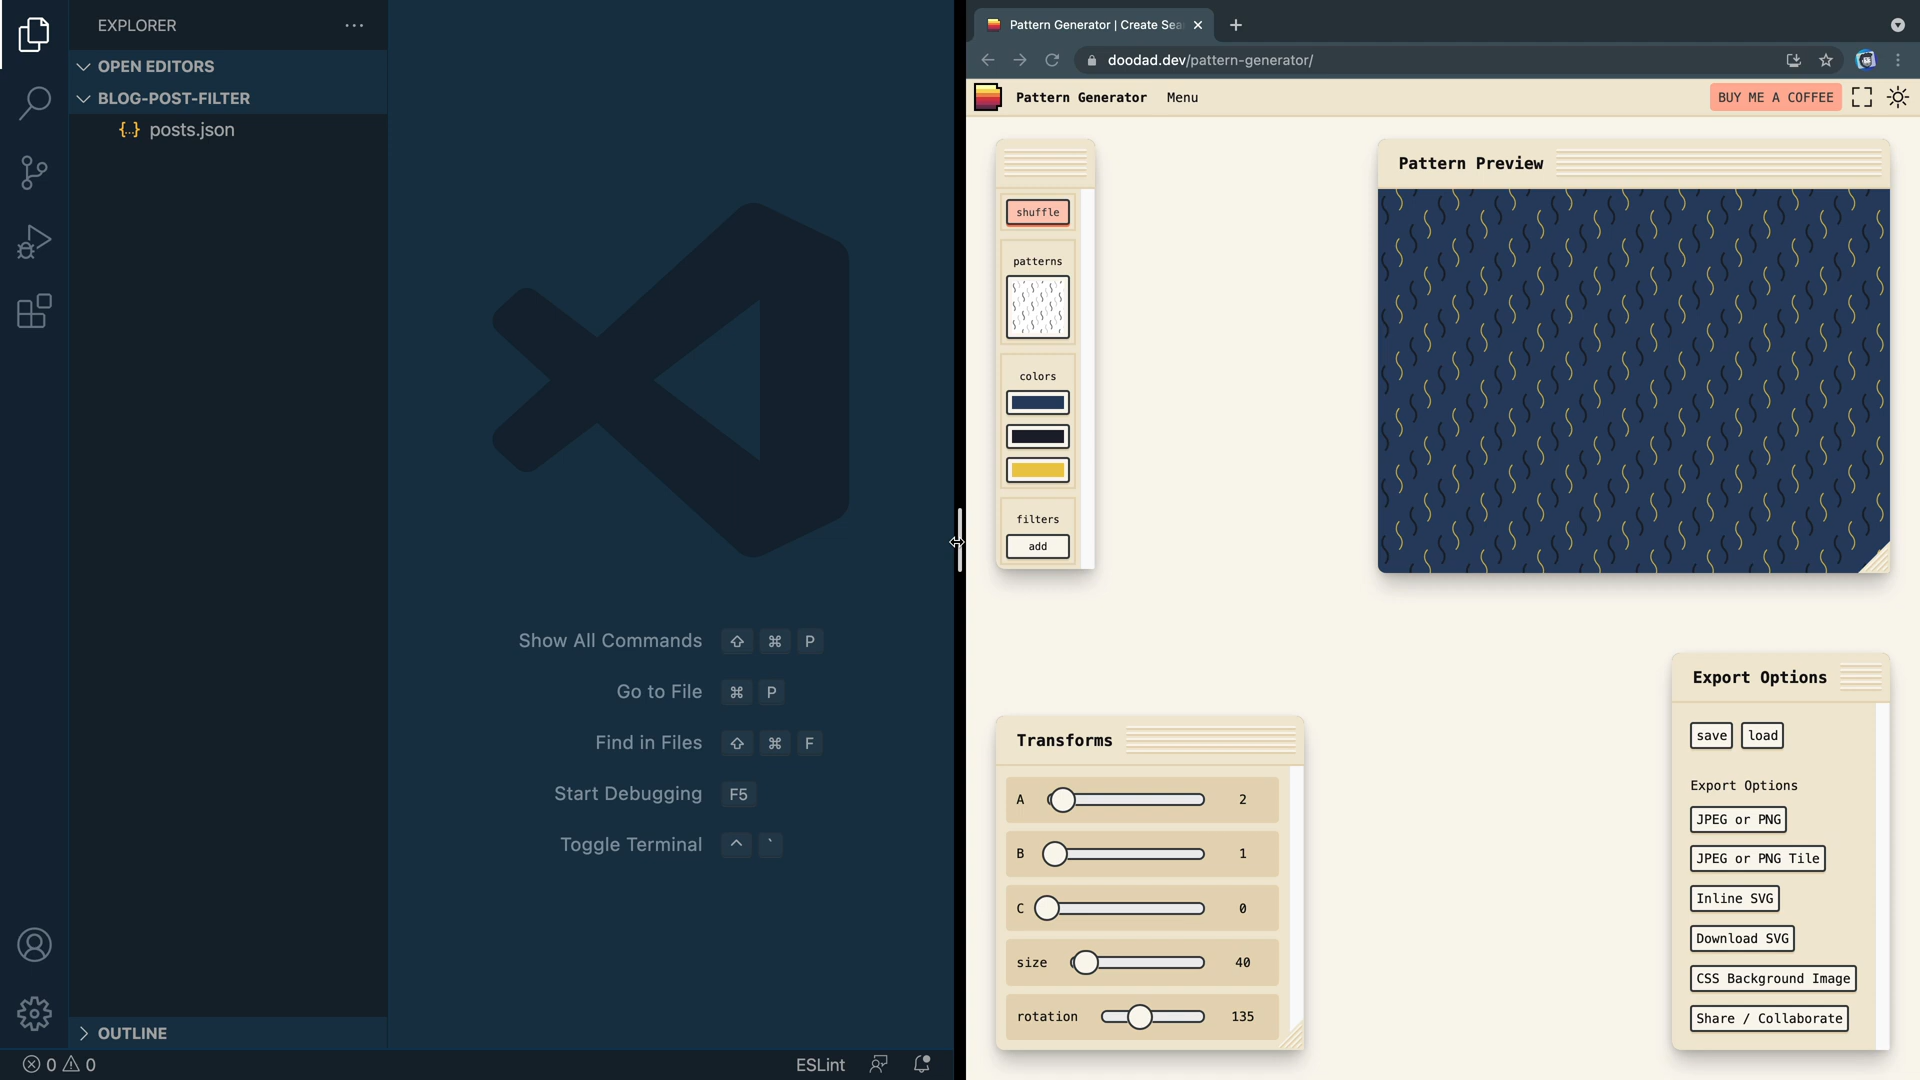 EXPLORER
OPEN EDITORS
BLOG-POST-FILTER
{..} posts.json
Show All Commands ⇧ ⌘ P
Go to File ⌘ P
Find in Files ⇧ ⌘ F
Start Debugging F5
Toggle Terminal ^ `
OUTLINE
0 0
ESLint
Pattern Generator | Create Sea
doodad.dev/pattern-generator/
Pattern Generator Menu
BUY ME A COFFEE
shuffle
patterns
colors
filters
add
Pattern Preview
Transforms
A 2
B 1
C 0
size 40
rotation 135
Export Options
save load
Export Options
JPEG or PNG
JPEG or PNG Tile
Inline SVG
Download SVG
CSS Background Image
Share / Collaborate